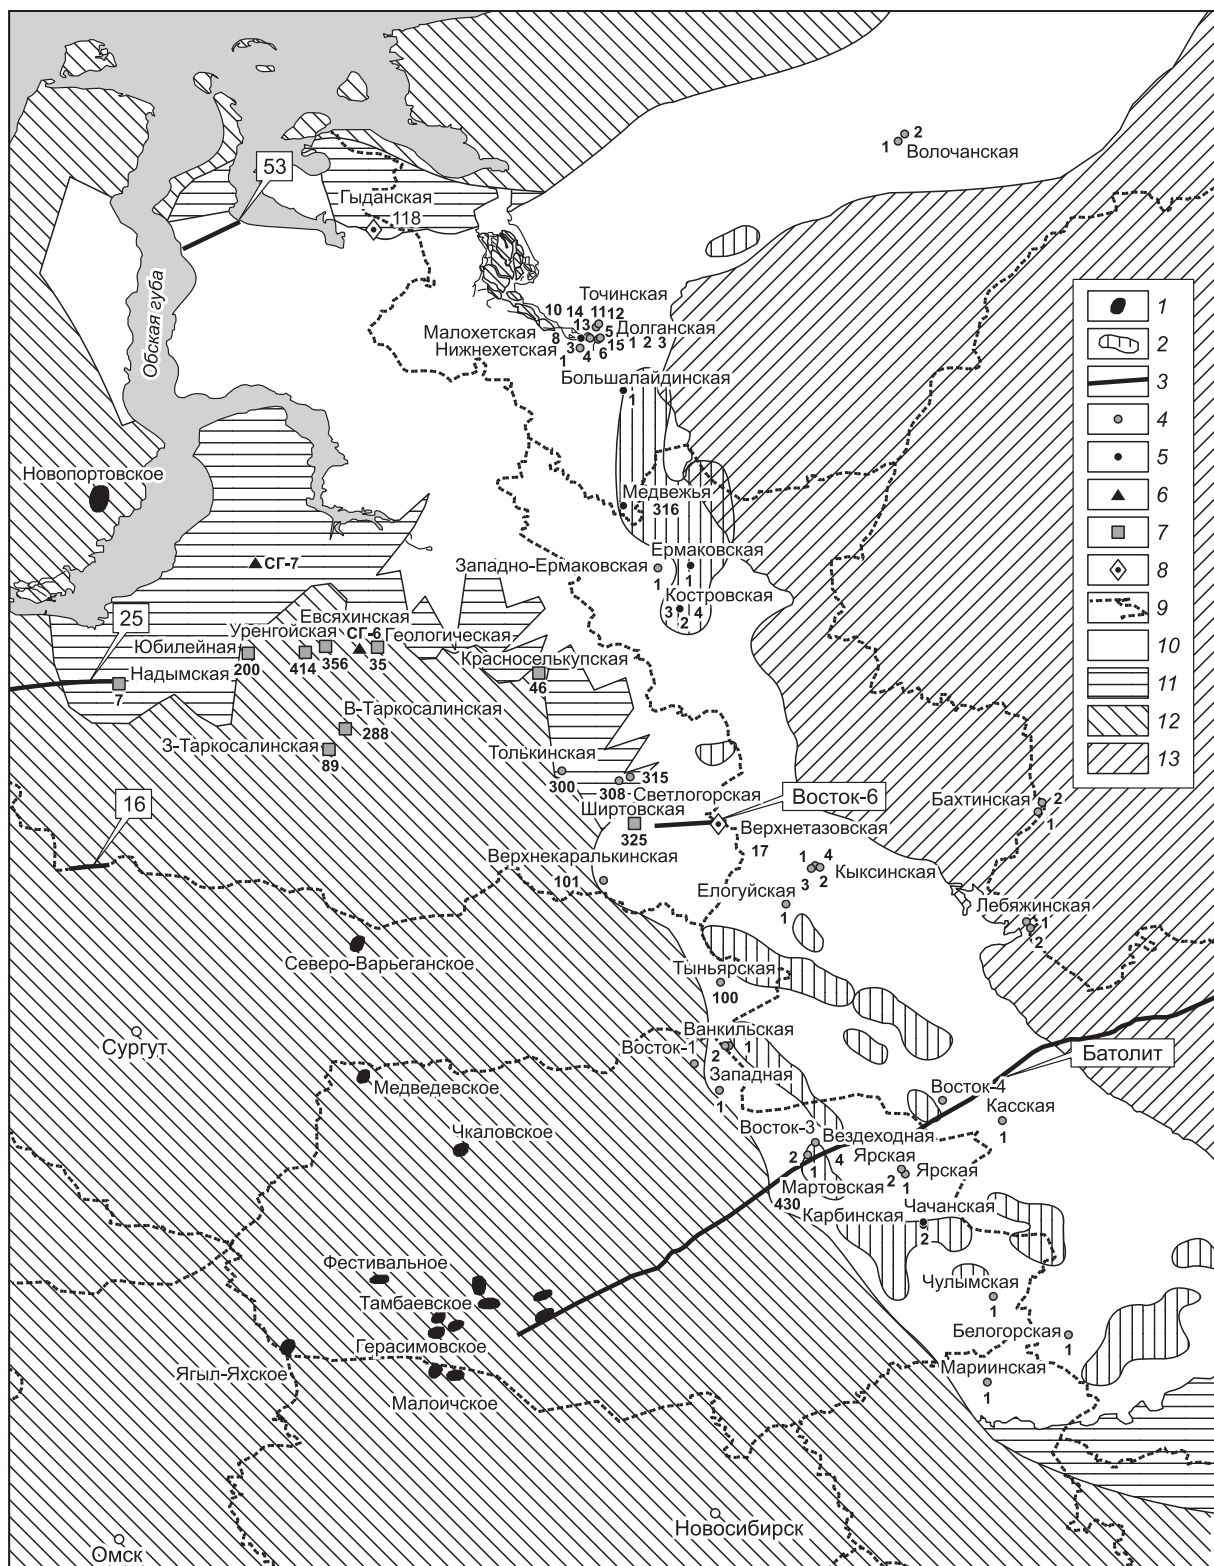 2
1
Волочанская
53
Гыданская
118
Обская губа
Точинская
10 14 11 12
Малохетская 13 5 Долганская
8
Нижнехетская 3 4 6 15 1 2 3
1
Большалайдинская
1
1
2
3
4
5
6
7
8
9
10
11
12
13
Новопортовское
Медвежья
316
Ермаковская
Западно-Ермаковская
1 1
Костровская
3 2 4
СГ-7
25
Евсяхинская
Уренгойская СГ-6 Геологическая
Юбилейная
200 414 356 35
Красноселькупская
46
Надымская
7
В-Таркосалинская
288
З-Таркосалинская
89
Толькинская
300 308 315
Светлогорская
Восток-6
Ширтовская
325
Верхнетазовская
17
Бахтинская 2
1
16
Верхнекаралькинская
101
1 4
3 2
Кыксинская
Елогуйская
1
Лебяжинская
1
2
Северо-Варьеганское
Тыньярская
100
Сургут
Ванкильская
2 1
Восток-1
Батолит
Медведевское
Западная
1
Восток-4
Касская
1
Чкаловское
Восток-3
Вездеходная
2 1 4
Ярская
2 1
Ярская
Мартовская
430
Карбинская
Чачанская
2
Фестивальное
Тамбаевское
Чулымская
1
Герасимовское
Белогорская
1
Ягыл-Яхское
Мариинская
1
Малоичское
Новосибирск
Омск